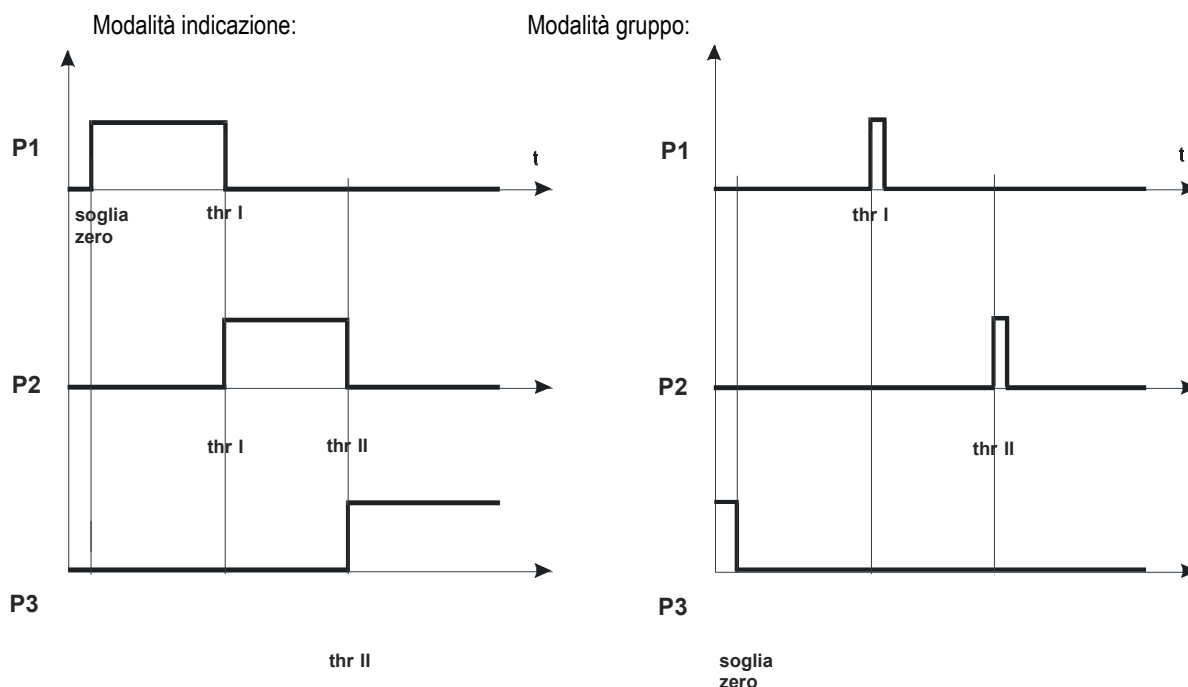 Modalità indicazione:
Modalità gruppo:
P1
t
soglia
zero
thr I
P2
thr I
thr II
P3
thr II
P1
t
thr I
P2
thr II
P3
soglia
zero